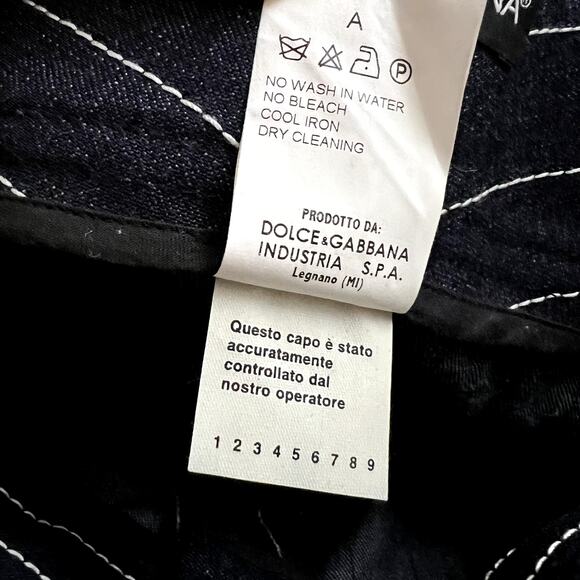 A
NO WASH IN WATER
NO BLEACH
COOL IRON
DRY CLEANING
PRODOTTO DA:
DOLCE&GABBANA
INDUSTRIA S.P.A.
Legnano (MI)
Questo capo è stato
accuratamente
controllato dal
nostro operatore
1 2 3 4 5 6 7 8 9